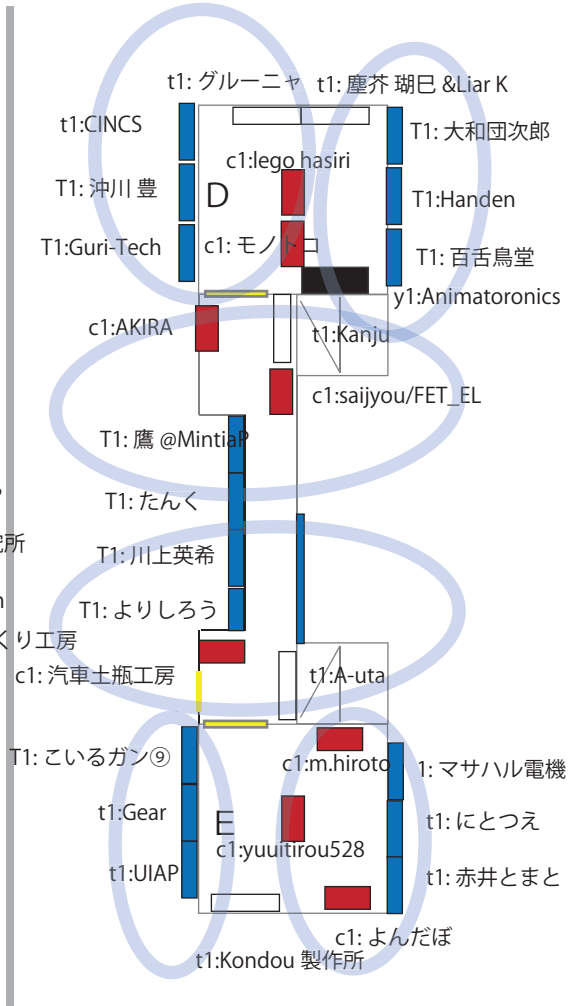 t1: グルーニャ
t1: 塵芥 瑚巳 &Liar K
t1:CINCS
T1: 大和団次郎
c1:lego hasiri
T1: 沖川 豊
D
T1:Handen
T1:Guri-Tech
c1: モノトコ
T1: 百舌鳥堂
y1:Animatoronics
c1:AKIRA
t1:Kanju
c1:saijyou/FET_EL
T1: 鷹 @MintiaP
T1: たんく
所
T1: 川上英希
T1: よりしろう
くり工房
c1: 汽車土瓶工房
t1:A-uta
T1: こいるガン⑨
c1:m.hiroto
1: マサハル電機
t1:Gear
E
t1: にとつえ
c1:yuuitirou528
t1:UIAP
t1: 赤井とまと
c1: よんだぼ
t1:Kondou 製作所